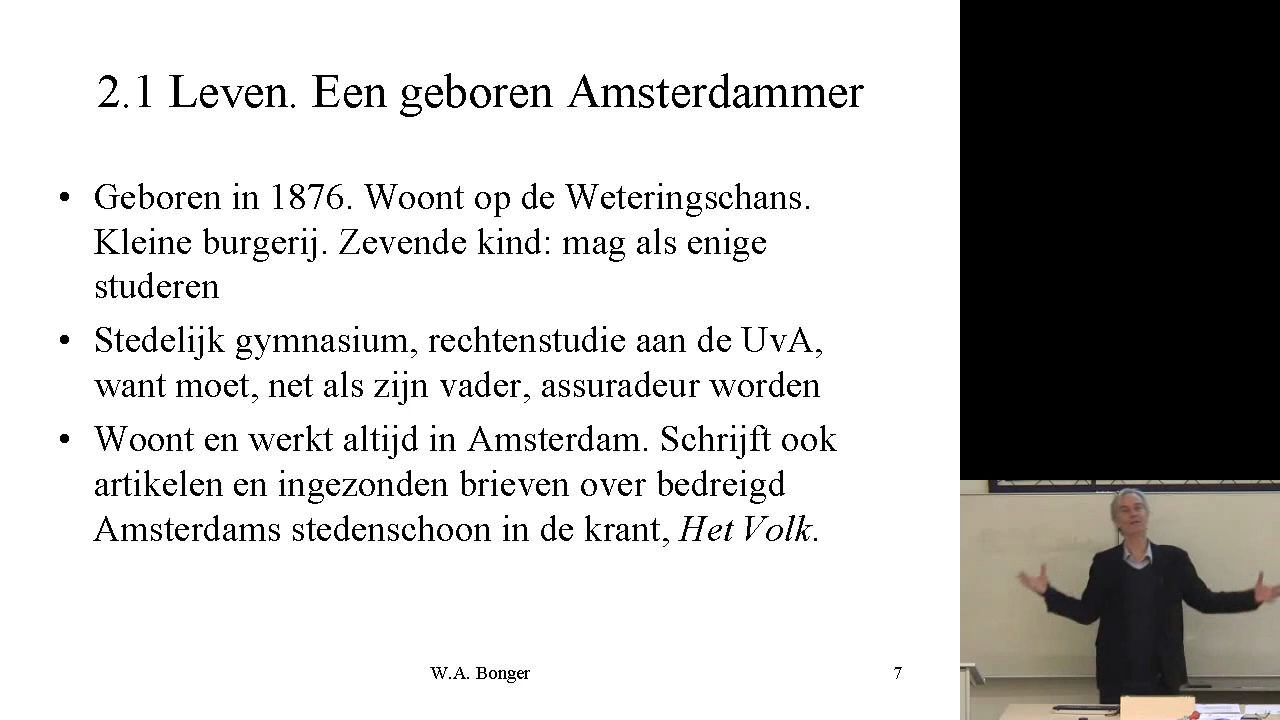 2.1 Leven. Een geboren Amsterdammer
• Geboren in 1876. Woont op de Weteringschans.
Kleine burgerij. Zevende kind: mag als enige
studeren
• Stedelijk gymnasium, rechtenstudie aan de UvA,
want moet, net als zijn vader, assuradeur worden
• Woont en werkt altijd in Amsterdam. Schrijft ook
artikelen en ingezonden brieven over bedreigd
Amsterdams stedenschoon in de krant, Het Volk.
W.A. Bonger
7